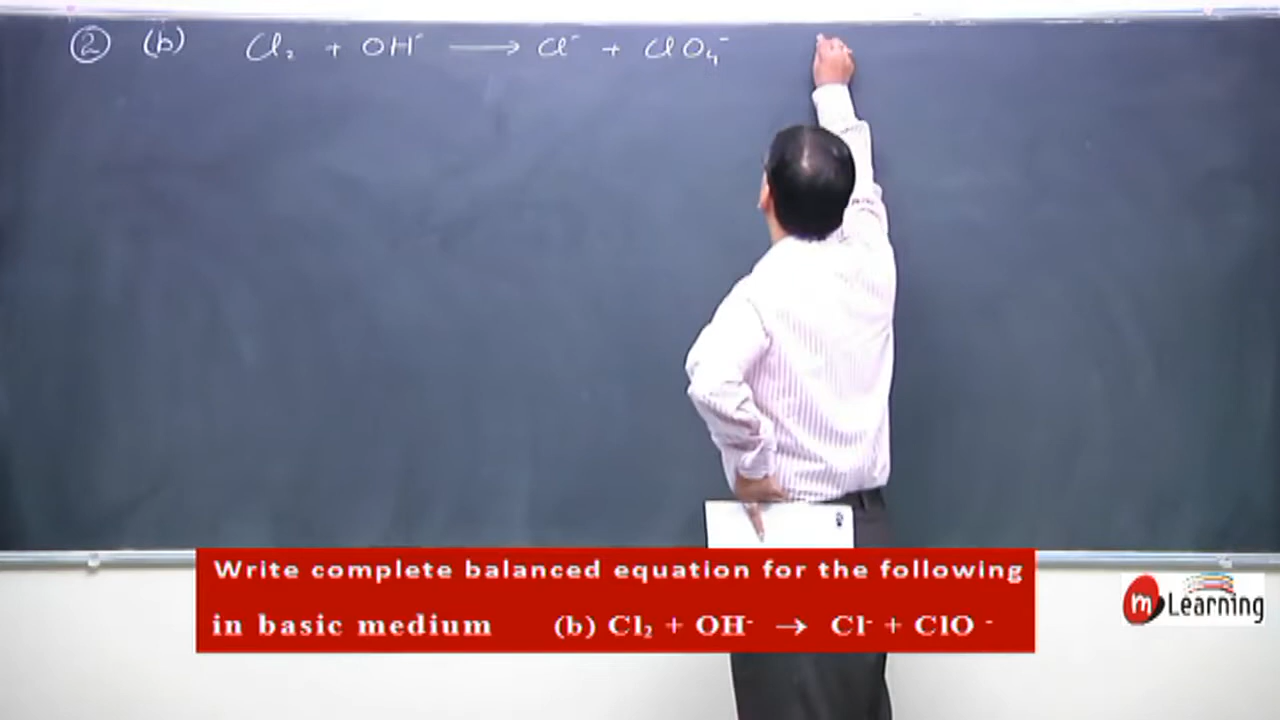 ② (b) Cl₂ + OH⁻ ⟶ Cl⁻ + ClO₄⁻
Write complete balanced equation for the following
in basic medium (b) Cl₂ + OH⁻ → Cl⁻ + ClO ⁻
m Learning